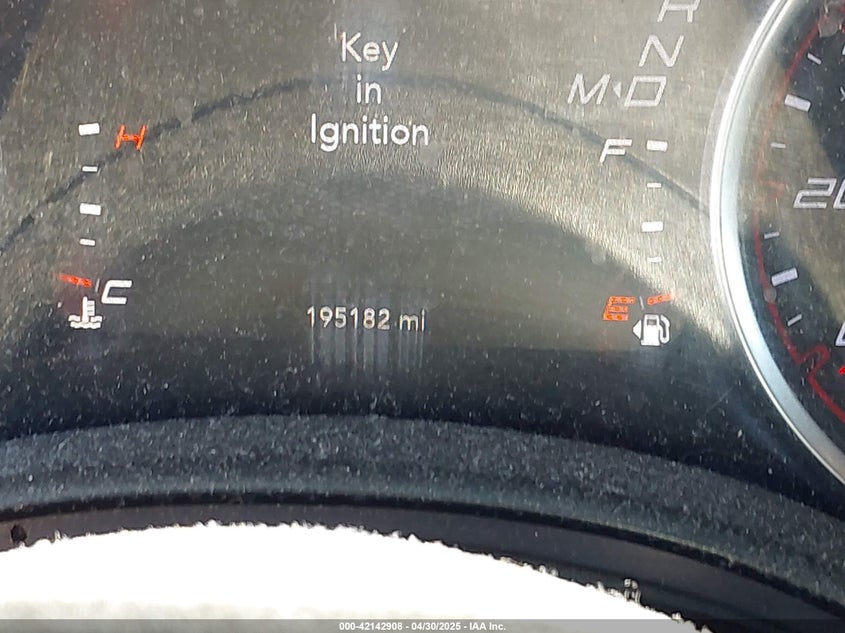 Key
in
Ignition
R
N
M D
H
F
20
C
E
195182 mi
000-42142908 - 04/30/2025 - IAA Inc.